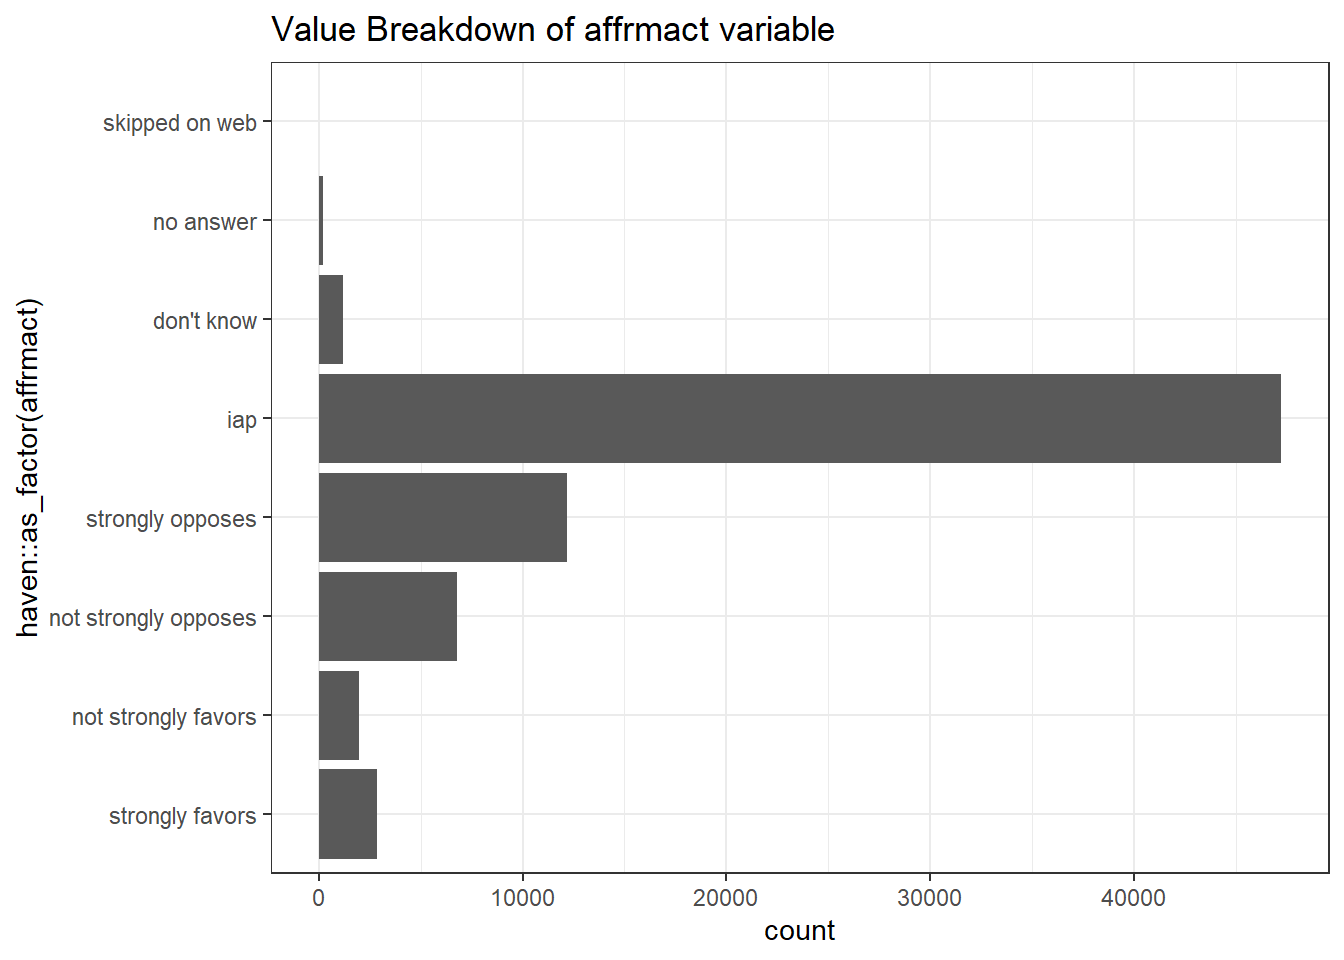 Value Breakdown of affrmact variable
skipped on web
no answer
don't know
iap
strongly opposes
not strongly opposes
not strongly favors
strongly favors
haven::as_factor(affrmact)
0 10000 20000 30000 40000
count